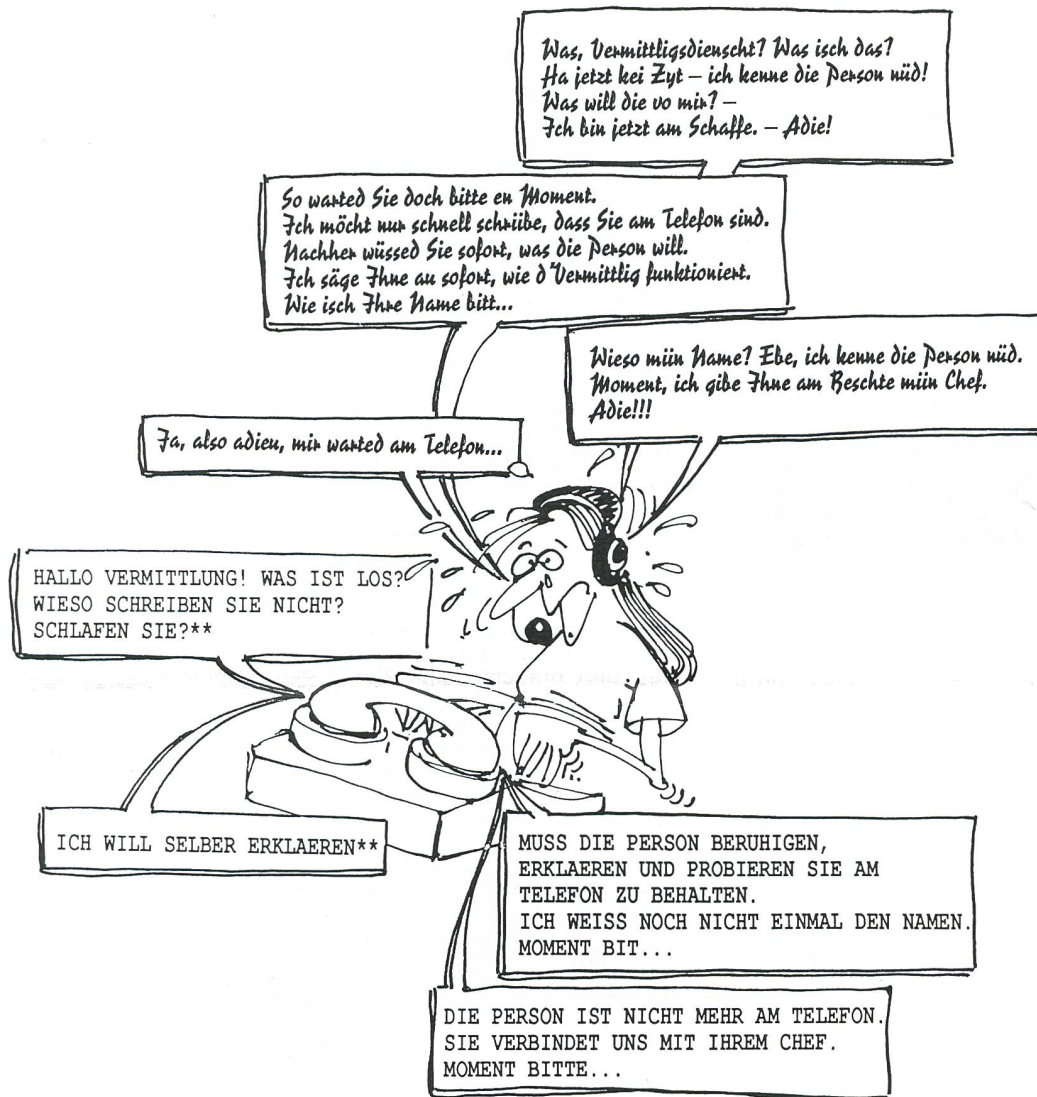 Was, Vermittligsdienscht? Was isch das?
Ha jetzt kei Zyt – ich kenne die Person nüd!
Was will die vo mir? –
Ich bin jetzt am Schaffe. – Adie!
So warted Sie doch bitte en Moment.
Ich möcht nur schnell schriibe, dass Sie am Telefon sind.
Nachher wüssed Sie sofort, was die Person will.
Ich säge Ihne au sofort, wie d'Vermittlig funktioniert.
Wie isch Ihre Name bitt...
Wieso miin Name? Ebe, ich kenne die Person nüd.
Moment, ich gibe Ihne am Beschte miin Chef.
Adie!!!
Ja, also adieu, mir warted am Telefon...
HALLO VERMITTLUNG! WAS IST LOS?
WIESO SCHREIBEN SIE NICHT?
SCHLAFEN SIE?**
ICH WILL SELBER ERKLAEREN**
MUSS DIE PERSON BERUHIGEN,
ERKLAEREN UND PROBIEREN SIE AM
TELEFON ZU BEHALTEN.
ICH WEISS NOCH NICHT EINMAL DEN NAMEN.
MOMENT BIT...
DIE PERSON IST NICHT MEHR AM TELEFON.
SIE VERBINDET UNS MIT IHREM CHEF.
MOMENT BITTE...